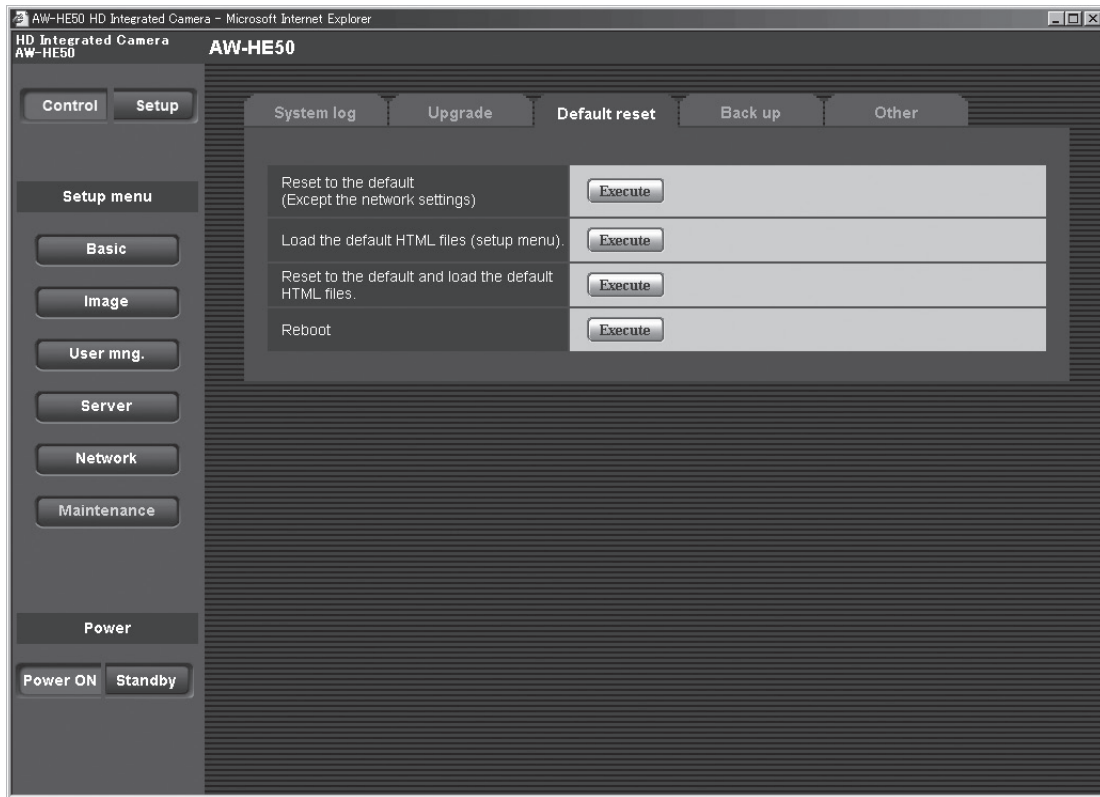 AW-HE50 HD Integrated Camera - Microsoft Internet Explorer
HD Integrated Camera
AW-HE50
AW-HE50
Control
Setup
System log
Upgrade
Default reset
Back up
Other
Setup menu
Basic
Image
User mng.
Server
Network
Maintenance
Power
Power ON
Standby
Reset to the default
(Except the network settings)
Execute
Load the default HTML files (setup menu).
Execute
Reset to the default and load the default
HTML files.
Execute
Reboot
Execute